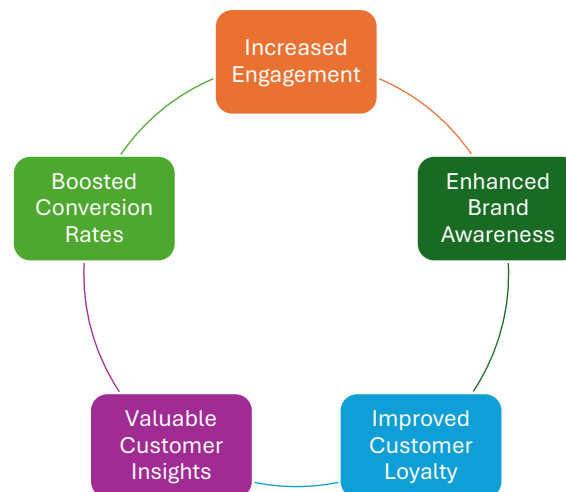 Increased
Engagement
Enhanced
Brand
Awareness
Improved
Customer
Loyalty
Valuable
Customer
Insights
Boosted
Conversion
Rates